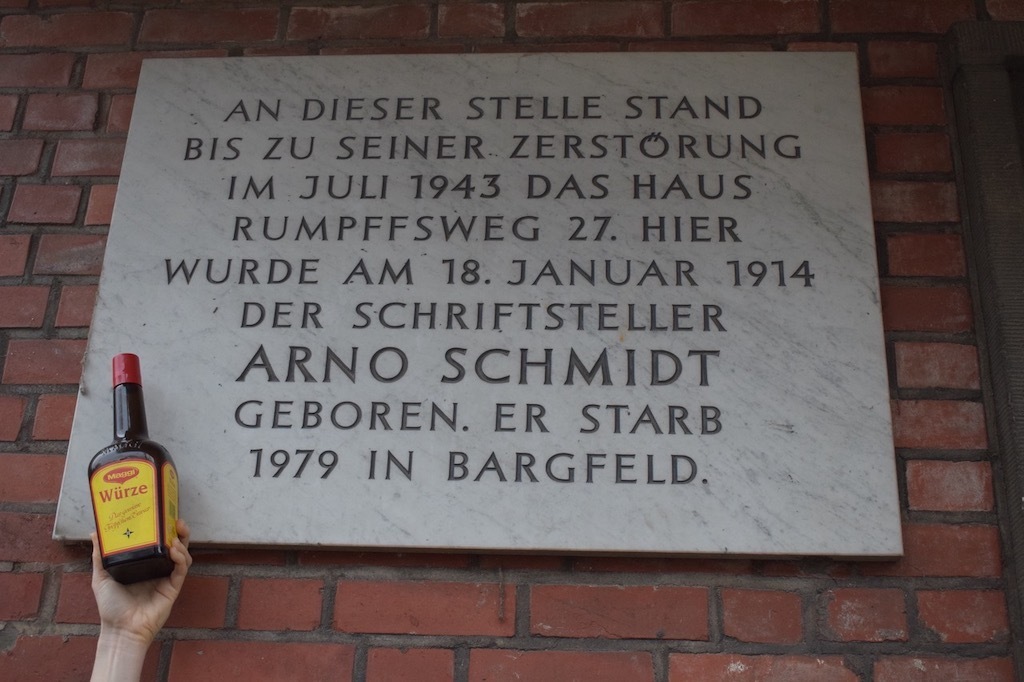 AN DIESER STELLE STAND
BIS ZU SEINER ZERSTÖRUNG
IM JULI 1943 DAS HAUS
RUMPFFSWEG 27. HIER
WURDE AM 18. JANUAR 1914
DER SCHRIFTSTELLER
ARNO SCHMIDT
GEBOREN. ER STARB
1979 IN BARGFELD.
MAGGI
Würze